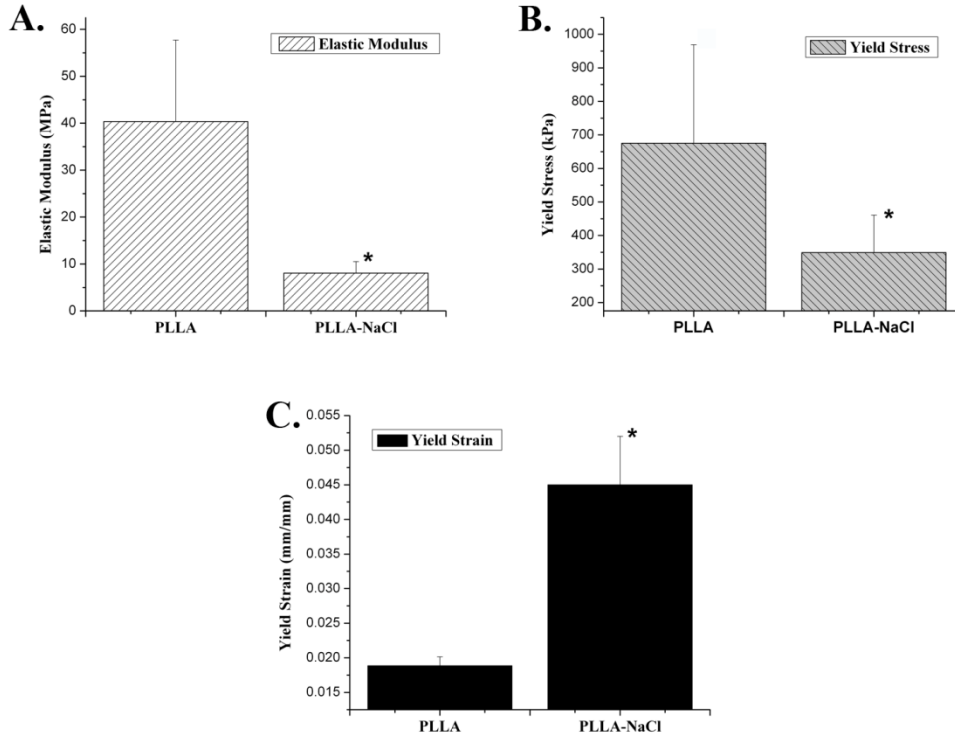 A.
Elastic Modulus (MPa)
60
50
40
30
20
10
0
Elastic Modulus
*
PLLA
PLLA-NaCl
B.
Yield Stress (kPa)
1000
900
800
700
600
500
400
300
200
Yield Stress
*
PLLA
PLLA-NaCl
C.
Yield Strain (mm/mm)
0.055
0.050
0.045
0.040
0.035
0.030
0.025
0.020
0.015
Yield Strain
*
PLLA
PLLA-NaCl